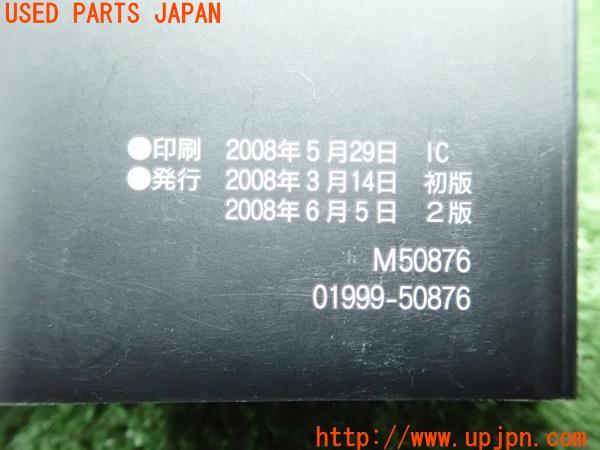 USED PARTS JAPAN
●印刷 2008年5月29日 IC
●発行 2008年3月14日 初版
2008年6月5日 2版
M50876
01999-50876
http://www.upjpn.com